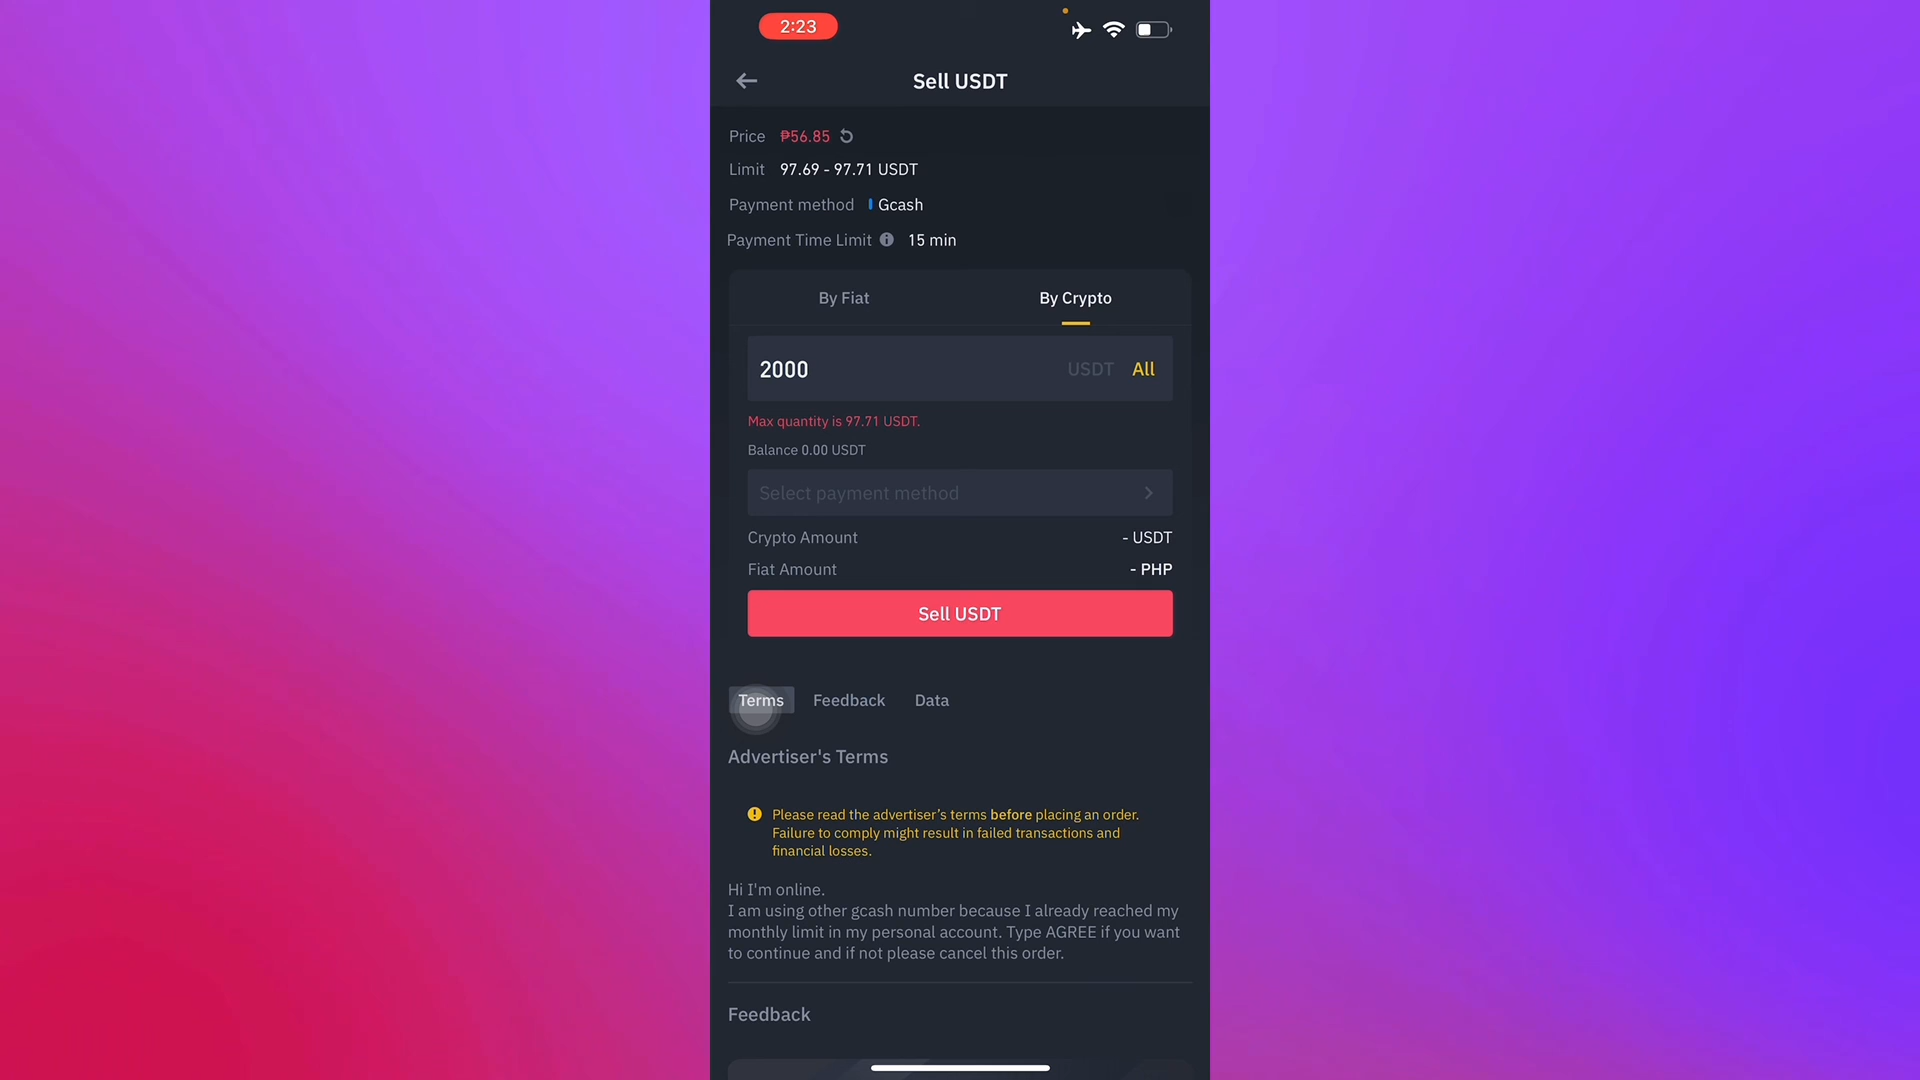 2:23
Sell USDT
Price ₱56.85
Limit 97.69 - 97.71 USDT
Payment method Gcash
Payment Time Limit 15 min
By Fiat By Crypto
2000 USDT All
Max quantity is 97.71 USDT.
Balance 0.00 USDT
Select payment method
Crypto Amount - USDT
Fiat Amount - PHP
Sell USDT
Terms Feedback Data
Advertiser's Terms
Please read the advertiser's terms before placing an order.
Failure to comply might result in failed transactions and
financial losses.
Hi I'm online.
I am using other gcash number because I already reached my
monthly limit in my personal account. Type AGREE if you want
to continue and if not please cancel this order.
Feedback